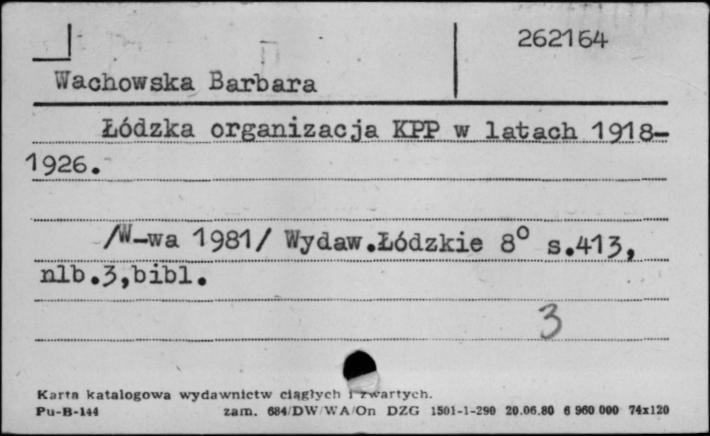 262164
Wachowska Barbara
Łódzka organizacja KPP w latach 1918-
1926.
/W-wa 1981/ Wydaw.Łódzkie 8° s.413,
nlb.3,bibl.
3
Karta katalogowa wydawnictw ciągłych i zwartych.
Pu-B-144 zam. 684/DW/WA/On DZG 1501-1-290 20.06.80 6 960 000 74x120